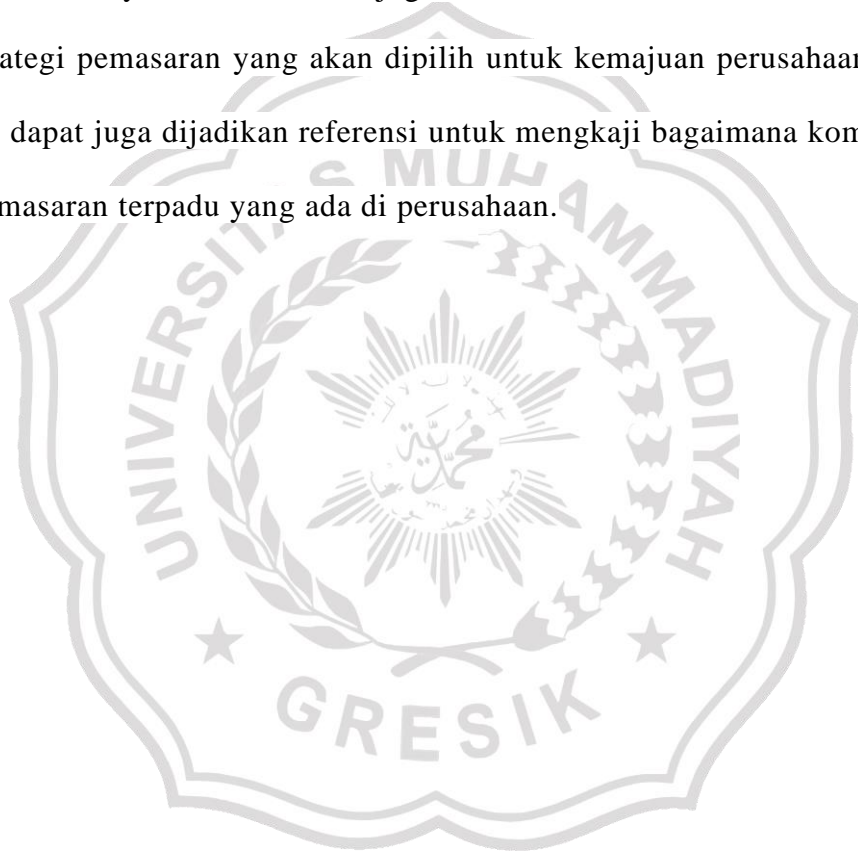 ategi pemasaran yang akan dipilih untuk kemajuan perusahaan
dapat juga dijadikan referensi untuk mengkaji bagaimana kom
masaran terpadu yang ada di perusahaan.
UNIVERSITAS MUHAMMADIYAH
محمدية
GRESIK